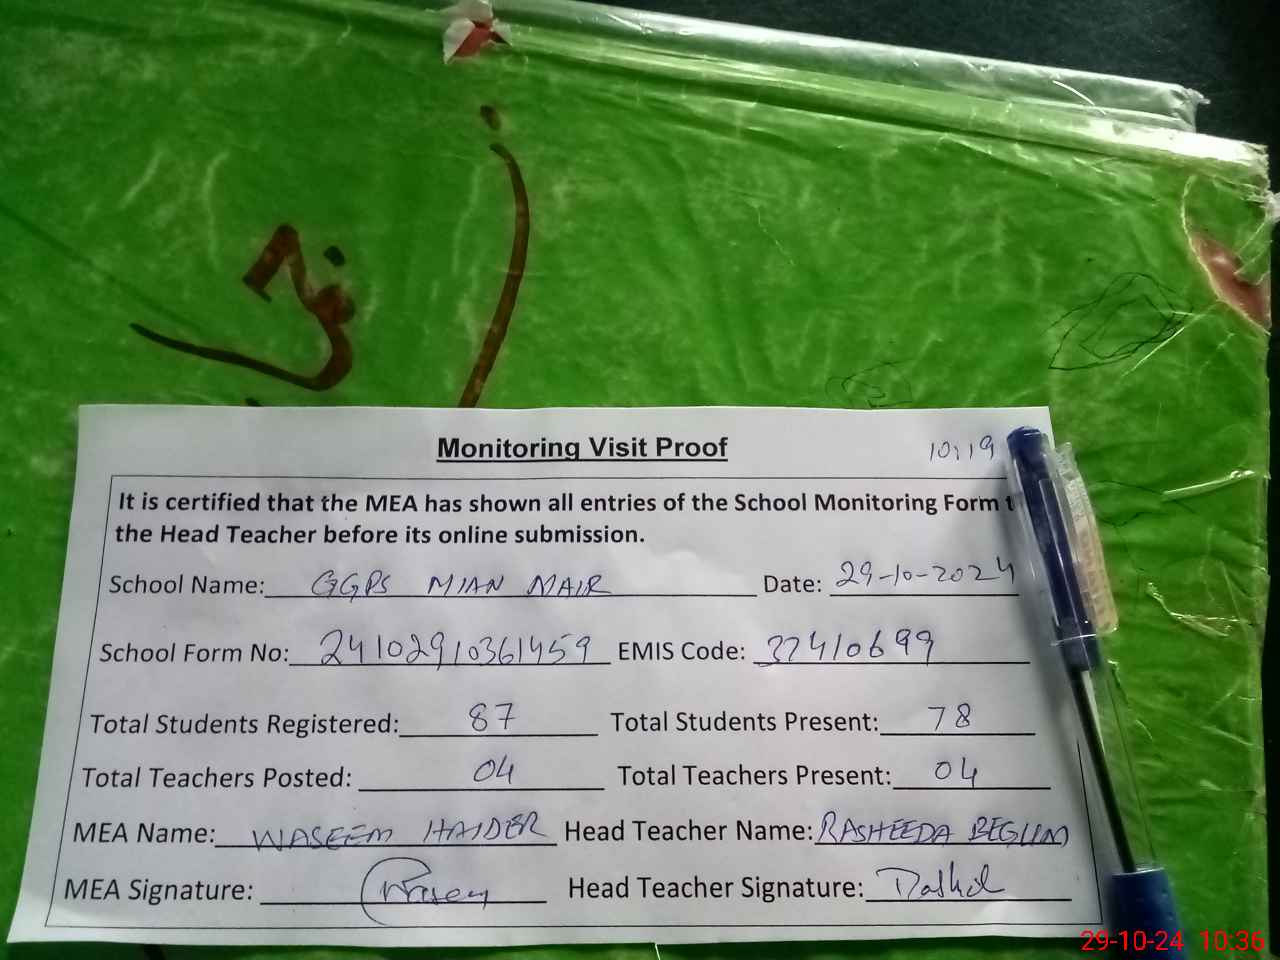 Monitoring Visit Proof 10:19
It is certified that the MEA has shown all entries of the School Monitoring Form
the Head Teacher before its online submission.
School Name: GGPS MIAN MAIR Date: 29-10-2024
School Form No: 24102910361459 EMIS Code: 37410699
Total Students Registered: 87 Total Students Present: 78
Total Teachers Posted: 04 Total Teachers Present: 04
MEA Name: WASEEM HAIDER Head Teacher Name: RASHEEDA BEGUM
MEA Signature: Head Teacher Signature:
29-10-24 10:36